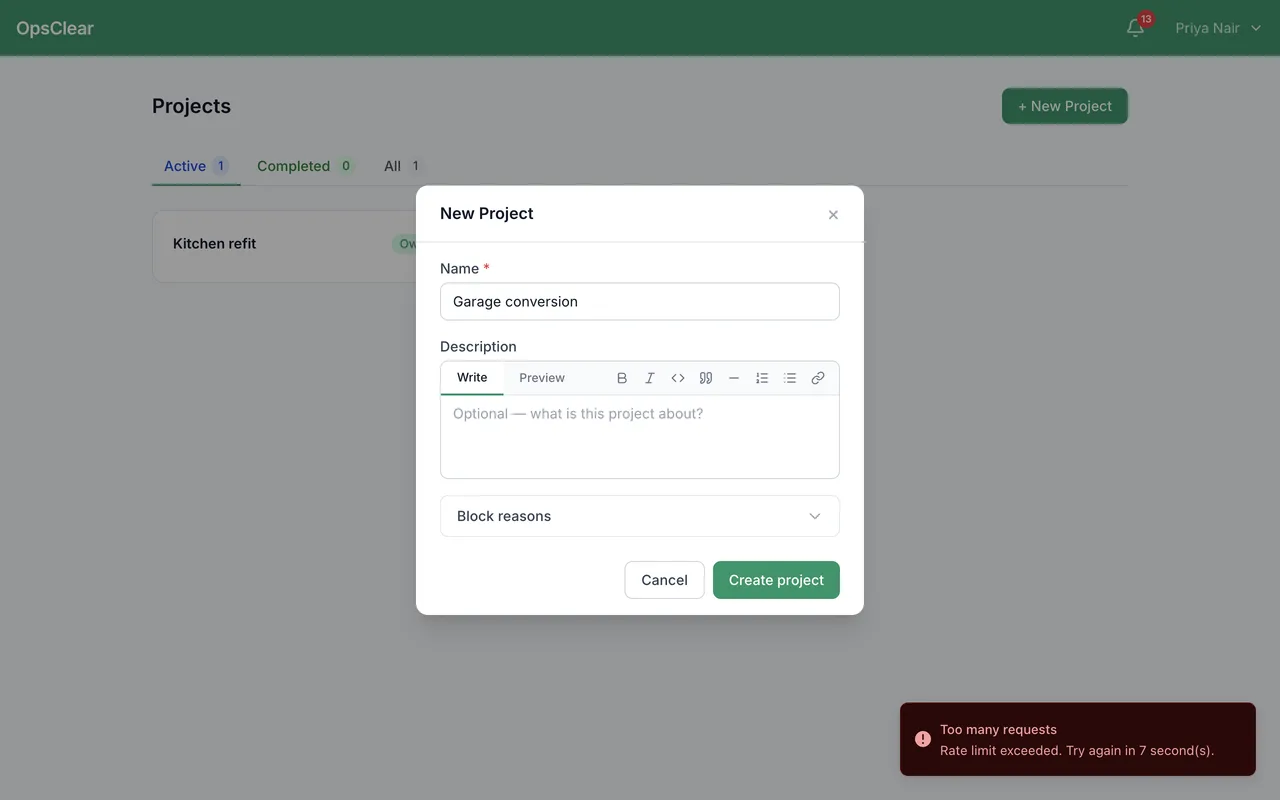 OpsClear
13
Priya Nair
Projects
+ New Project
Active 1
Completed 0
All 1
Kitchen refit
Ow
New Project
×
Name *
Garage conversion
Description
Write
Preview
Optional — what is this project about?
Block reasons
Cancel
Create project
Too many requests
Rate limit exceeded. Try again in 7 second(s).